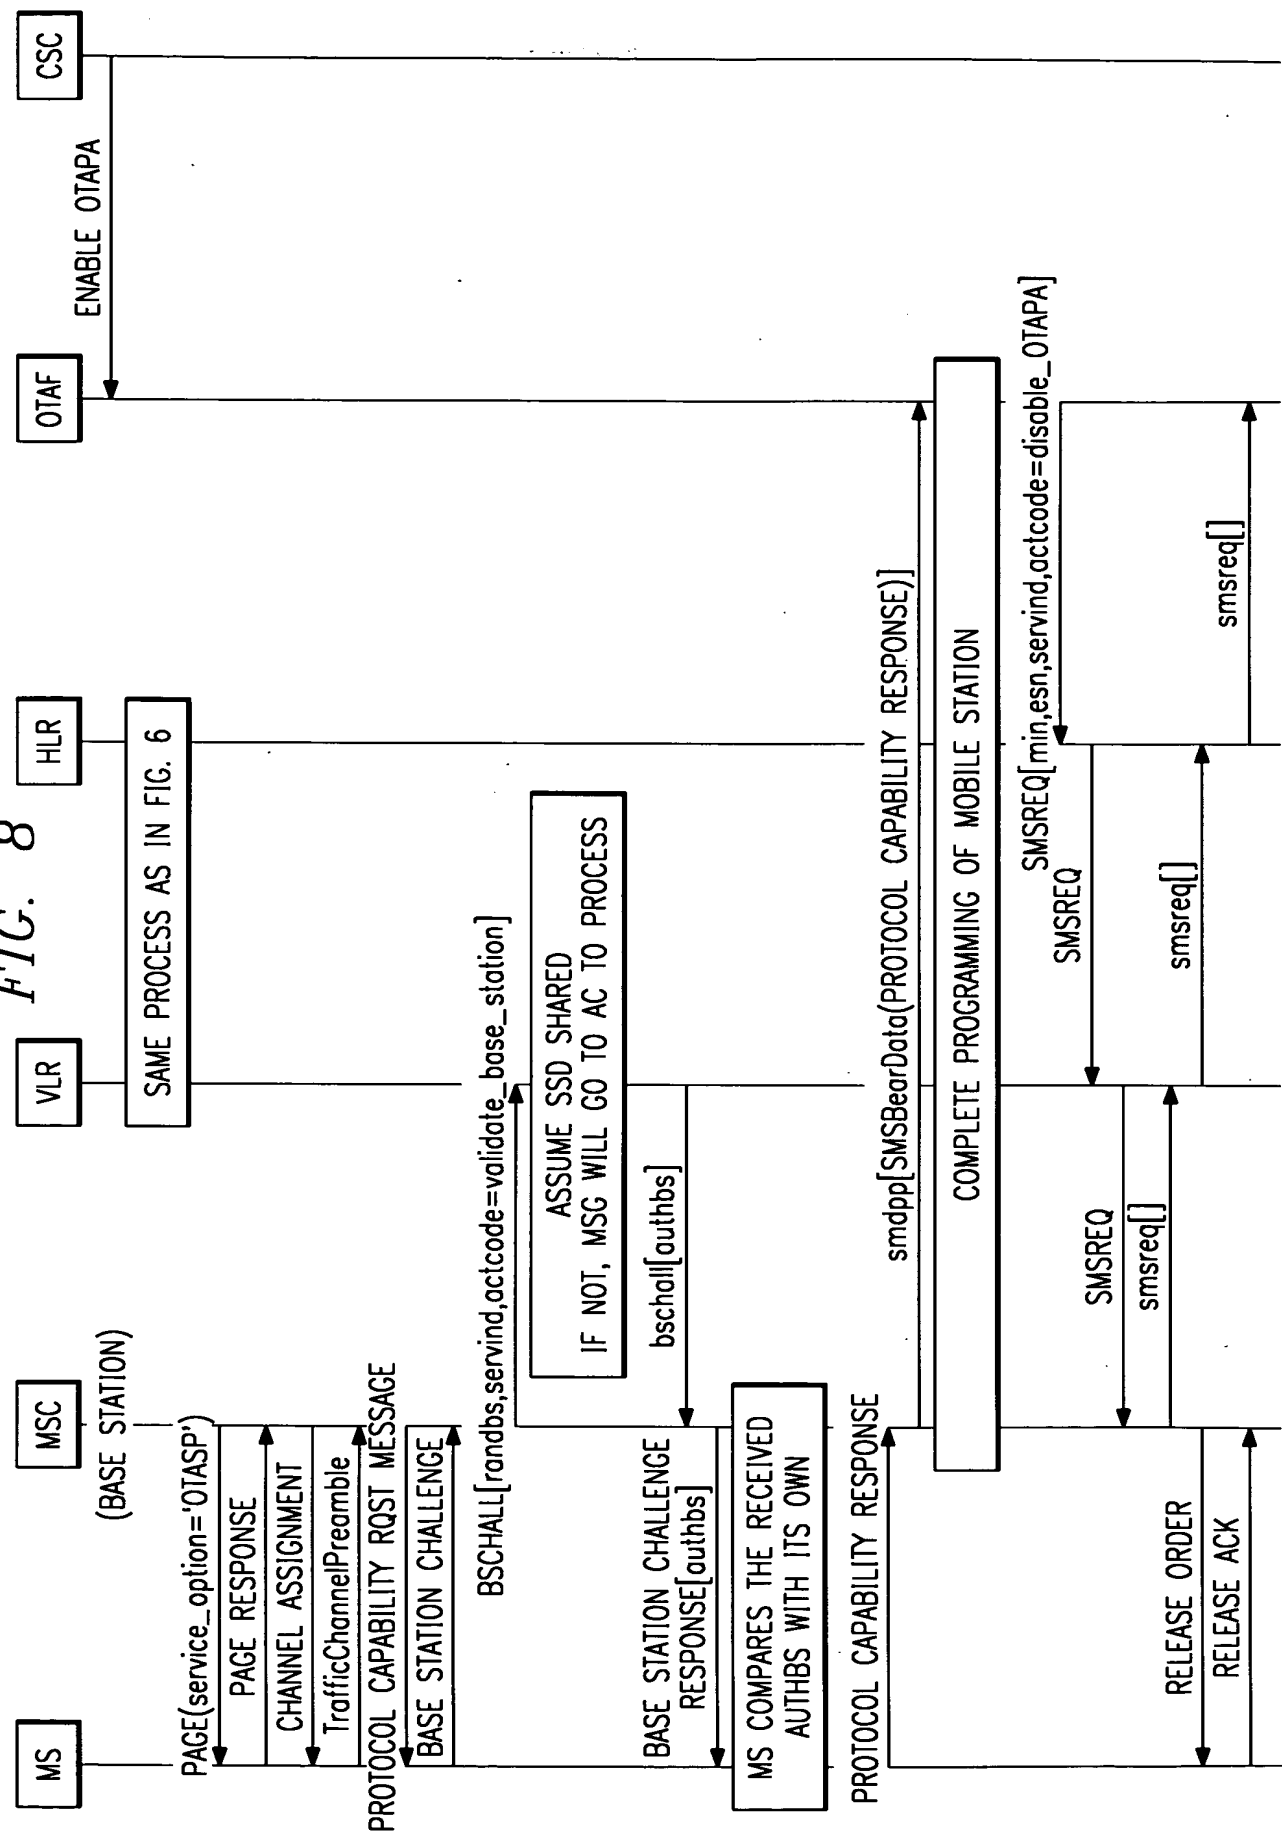 FIG. 8
MS
MSC
VLR
HLR
OTAF
CSC
(BASE STATION)
ENABLE OTAPA
SAME PROCESS AS IN FIG. 6
PAGE(service_option='OTASP')
PAGE RESPONSE
CHANNEL ASSIGNMENT
TrafficChannelPreamble
PROTOCOL CAPABILITY RQST MESSAGE
BASE STATION CHALLENGE
BSCHALL[randbs,servind,actcode=validate_base_station]
ASSUME SSD SHARED
IF NOT, MSG WILL GO TO AC TO PROCESS
bschall[authbs]
BASE STATION CHALLENGE
RESPONSE[authbs]
MS COMPARES THE RECEIVED
AUTHBS WITH ITS OWN
PROTOCOL CAPABILITY RESPONSE
smdpp[SMSBearData(PROTOCOL CAPABILITY RESPONSE)]
COMPLETE PROGRAMMING OF MOBILE STATION
SMSREQ[min,esn,servind,actcode=disable_OTAPA]
SMSREQ
SMSREQ
smsreq[]
smsreq[]
smsreq[]
RELEASE ORDER
RELEASE ACK